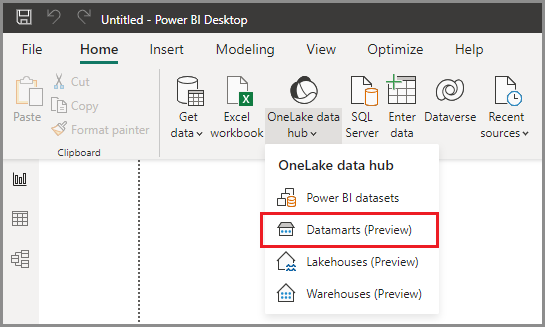 Untitled - Power BI Desktop
File Home Insert Modeling View Optimize Help
Paste
Cut
Copy
Format painter
Clipboard
Get data
Excel workbook
OneLake data hub
SQL Server
Enter data
Dataverse
Recent sources
OneLake data hub
Power BI datasets
Datamarts (Preview)
Lakehouses (Preview)
Warehouses (Preview)